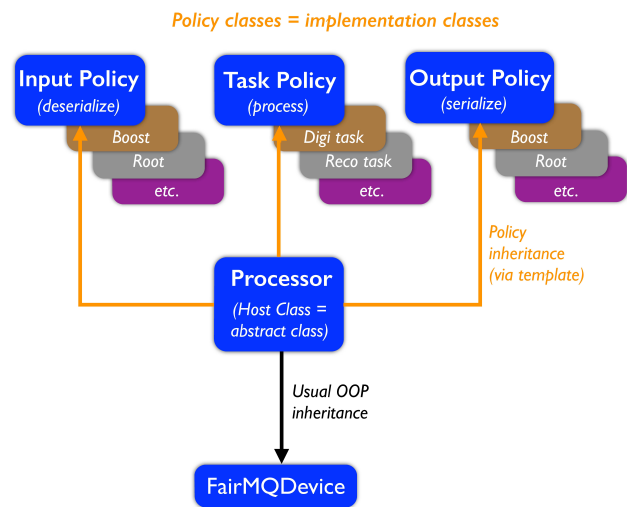 Policy classes = implementation classes
Input Policy
(deserialize)
Boost
Root
etc.
Task Policy
(process)
Digi task
Reco task
etc.
Output Policy
(serialize)
Boost
Root
etc.
Policy
inheritance
(via template)
Processor
(Host Class =
abstract class)
Usual OOP
inheritance
FairMQDevice